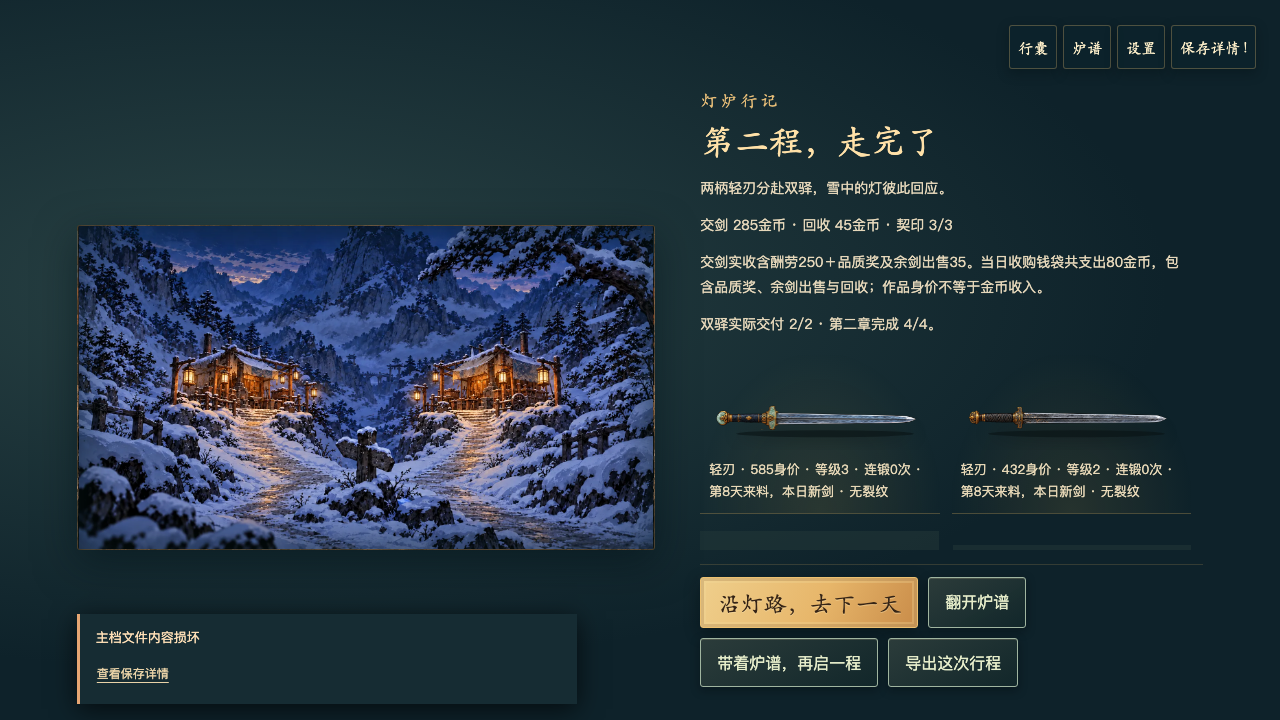 行囊
炉谱
设置
保存详情!
灯炉行记
第二程，走完了
两柄轻刃分赴双驿，雪中的灯彼此回应。
交剑 285金币 · 回收 45金币 · 契印 3/3
交剑实收含酬劳250＋品质奖及余剑出售35。当日收购钱袋共支出80金币，包
含品质奖、余剑出售与回收；作品身价不等于金币收入。
双驿实际交付 2/2 · 第二章完成 4/4。
轻刃 · 585身价 · 等级3 · 连锻0次 ·
第8天来料，本日新剑 · 无裂纹
轻刃 · 432身价 · 等级2 · 连锻0次 ·
第8天来料，本日新剑 · 无裂纹
沿灯路，去下一天
翻开炉谱
带着炉谱，再启一程
导出这次行程
主档文件内容损坏
查看保存详情